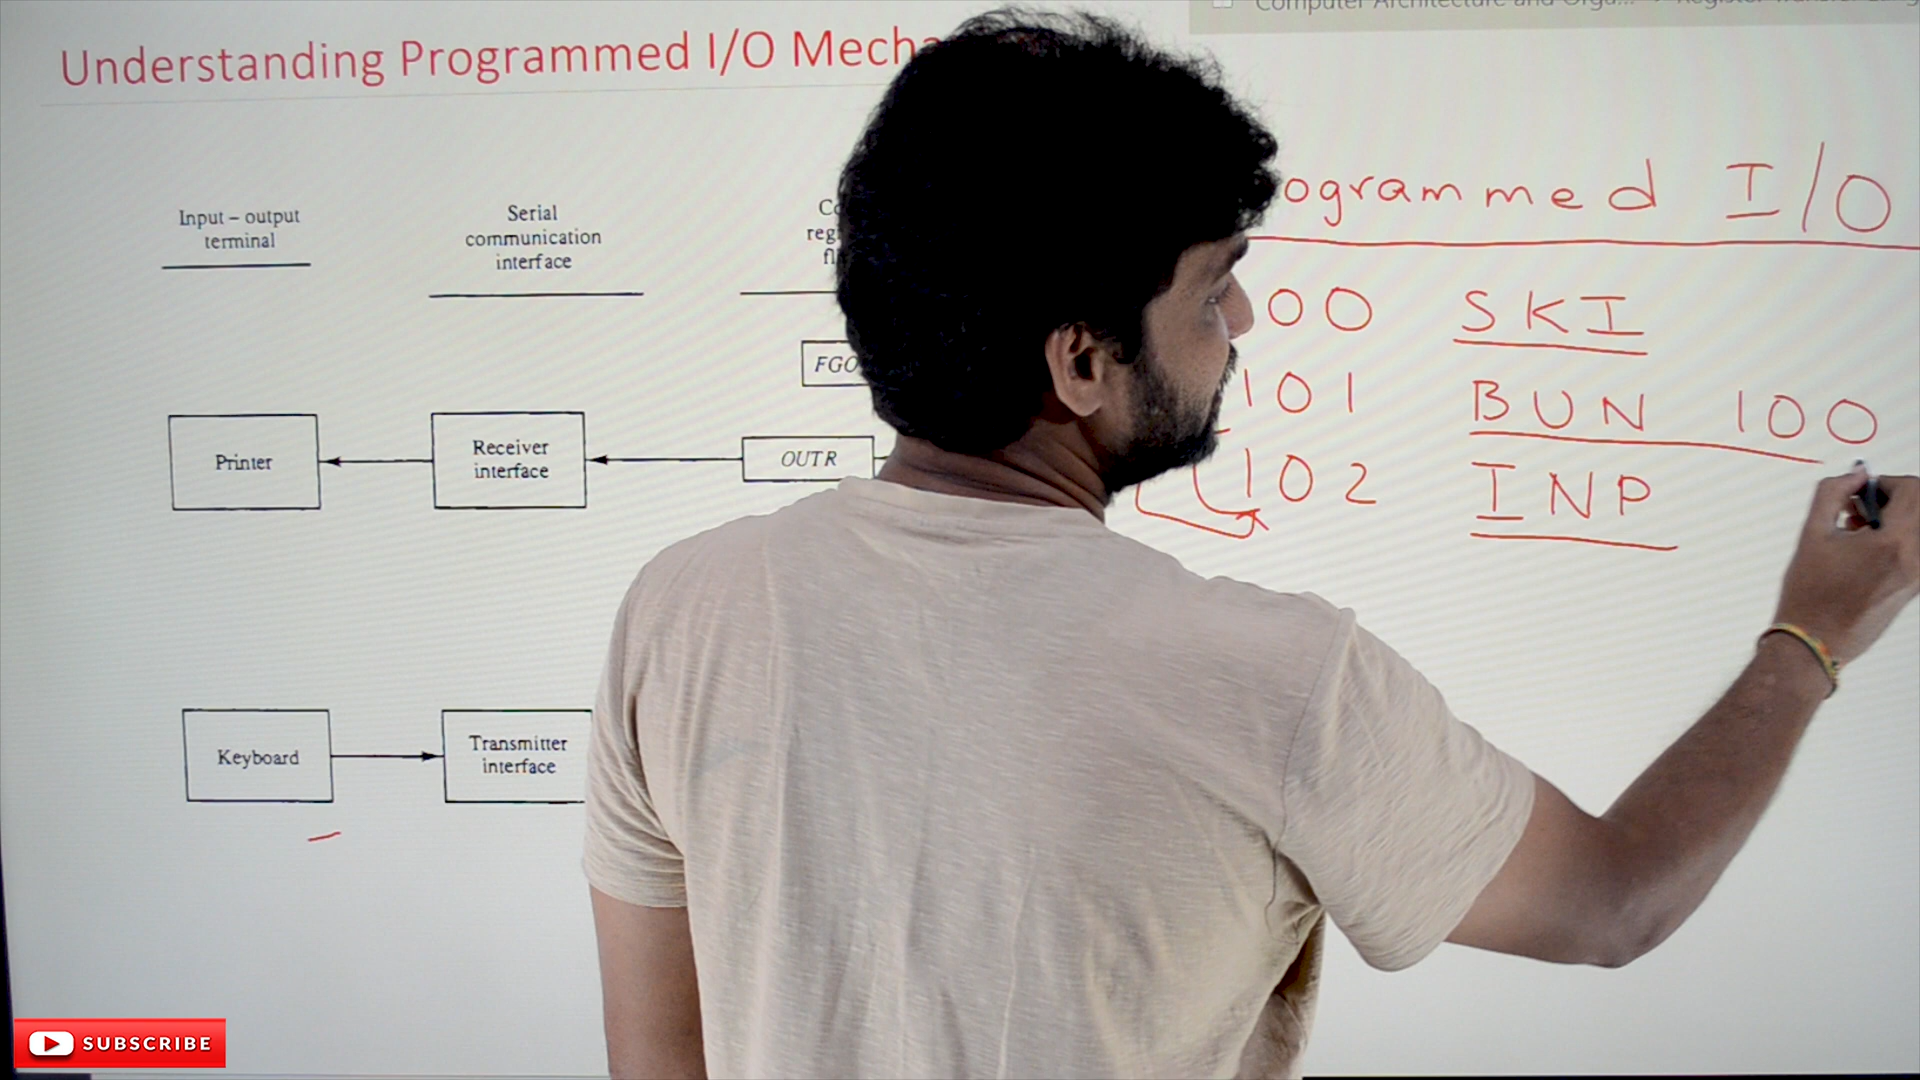 Understanding Programmed I/O
Input – output
terminal
Serial
communication
interface
FGO
Printer
Receiver
interface
OUTR
Keyboard
Transmitter
interface
ogrammed I/O
00 SKI
101 BUN 100
102 INP
SUBSCRIBE